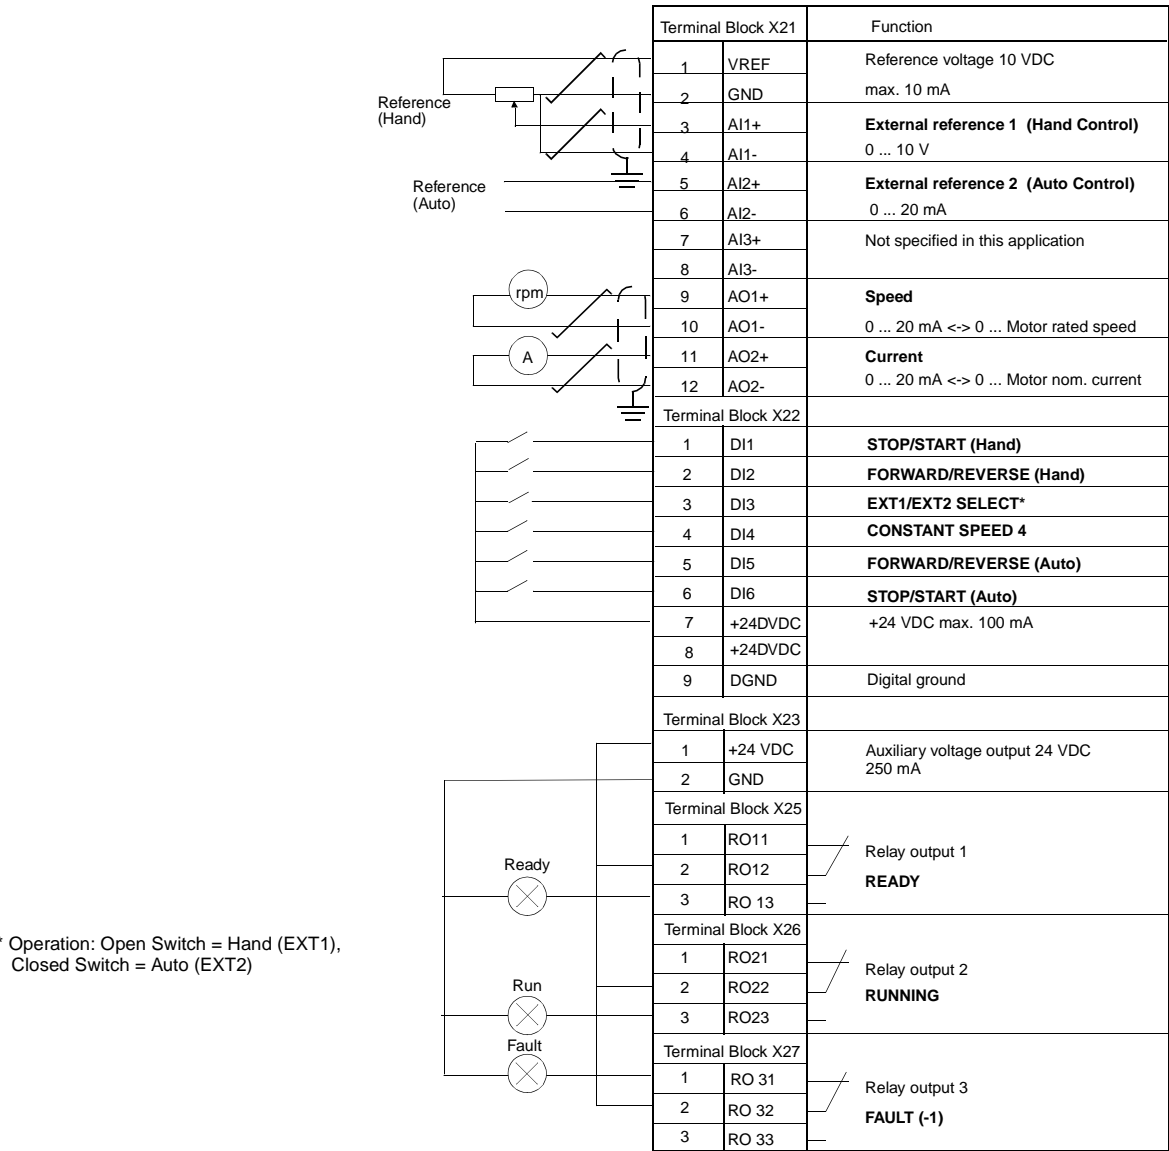 Terminal Block X21 Function
1 VREF Reference voltage 10 VDC
2 GND max. 10 mA
Reference
(Hand)
3 AI1+ External reference 1 (Hand Control)
4 AI1- 0 ... 10 V
Reference
(Auto)
5 AI2+ External reference 2 (Auto Control)
6 AI2- 0 ... 20 mA
7 AI3+ Not specified in this application
8 AI3-
rpm
9 AO1+ Speed
10 AO1- 0 ... 20 mA <-> 0 ... Motor rated speed
A
11 AO2+ Current
12 AO2- 0 ... 20 mA <-> 0 ... Motor nom. current
Terminal Block X22
1 DI1 STOP/START (Hand)
2 DI2 FORWARD/REVERSE (Hand)
3 DI3 EXT1/EXT2 SELECT*
4 DI4 CONSTANT SPEED 4
5 DI5 FORWARD/REVERSE (Auto)
6 DI6 STOP/START (Auto)
7 +24DVDC +24 VDC max. 100 mA
8 +24DVDC
9 DGND Digital ground
Terminal Block X23
1 +24 VDC Auxiliary voltage output 24 VDC
2 GND 250 mA
Terminal Block X25
1 RO11 Relay output 1
Ready
2 RO12 READY
3 RO 13
* Operation: Open Switch = Hand (EXT1),
Closed Switch = Auto (EXT2)
Terminal Block X26
1 RO21 Relay output 2
Run
2 RO22 RUNNING
3 RO23
Fault
Terminal Block X27
1 RO 31 Relay output 3
2 RO 32 FAULT (-1)
3 RO 33